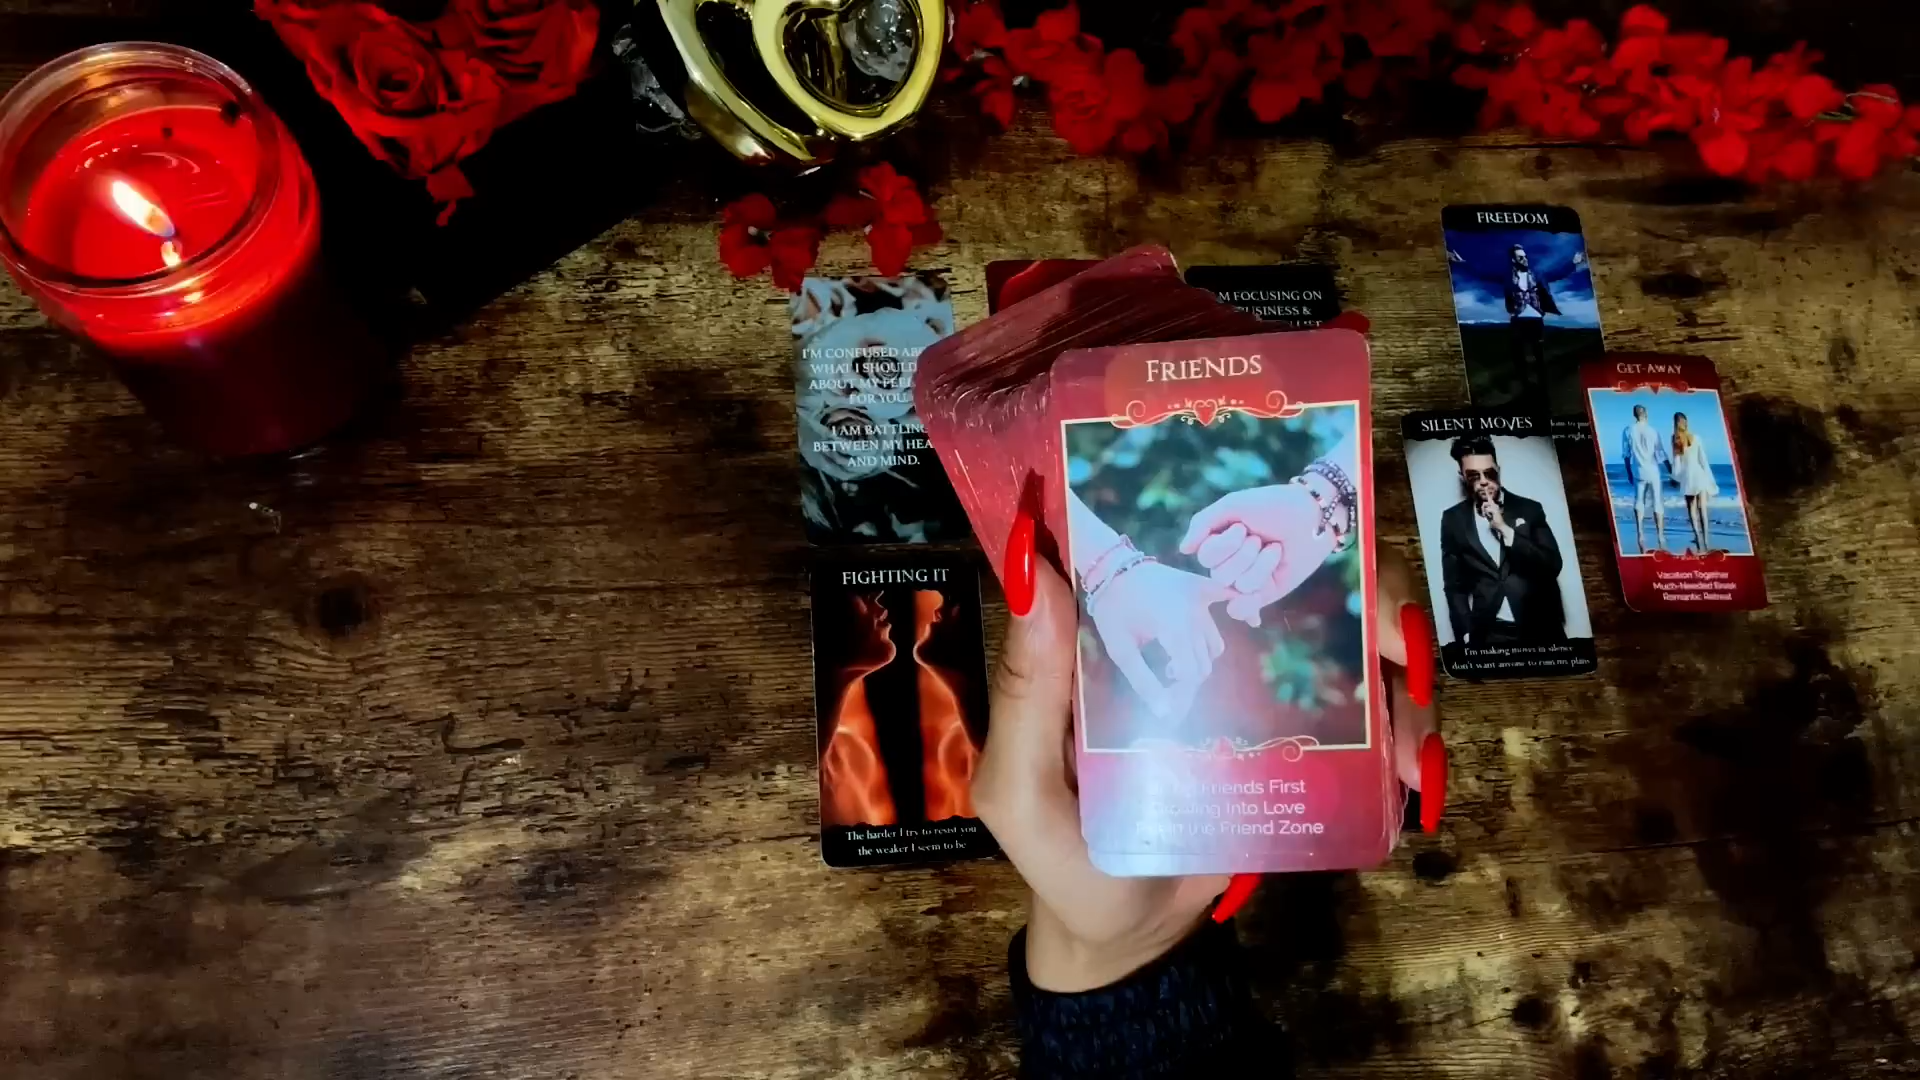 FREEDOM
M FOCUSING ON
BUSINESS &
I'M CONFUSED AB
WHAT I SHOULD
ABOUT MY FEEL
FOR YOU.
I AM BATTLING
BETWEEN MY HEA
AND MIND.
FRIENDS
GET-AWAY
SILENT MOVES
FIGHTING IT
Vacation Together
Much-Needed Break
Romantic Retreat
I'm making moves in silence
don't want anyone to ruin my plans
Friends First
Into Love
the Friend Zone
The harder I try to resist you
the weaker I seem to be